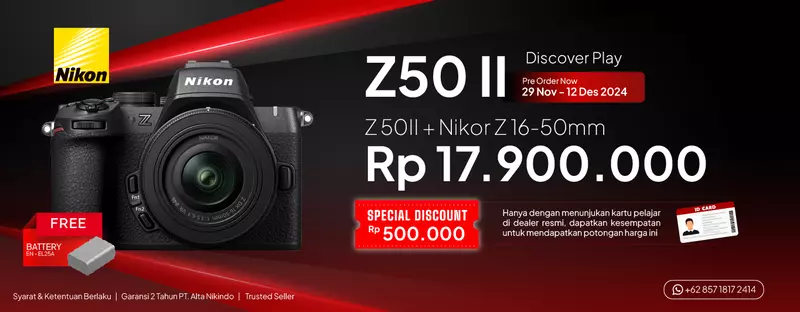 Nikon
Nikon
Z
Fn1
Fn2
Z50 II
Discover Play
Pre Order Now
29 Nov - 12 Des 2024
Z 50II + Nikor Z 16-50mm
Rp 17.900.000
SPECIAL DISCOUNT
Rp 500.000
Hanya dengan menunjukan kartu pelajar
di dealer resmi, dapatkan kesempatan
untuk mendapatkan potongan harga ini
ID CARD
FREE
BATTERY
EN - EL25A
Syarat & Ketentuan Berlaku | Garansi 2 Tahun PT. Alta Nikindo | Trusted Seller
+62 857 1817 2414